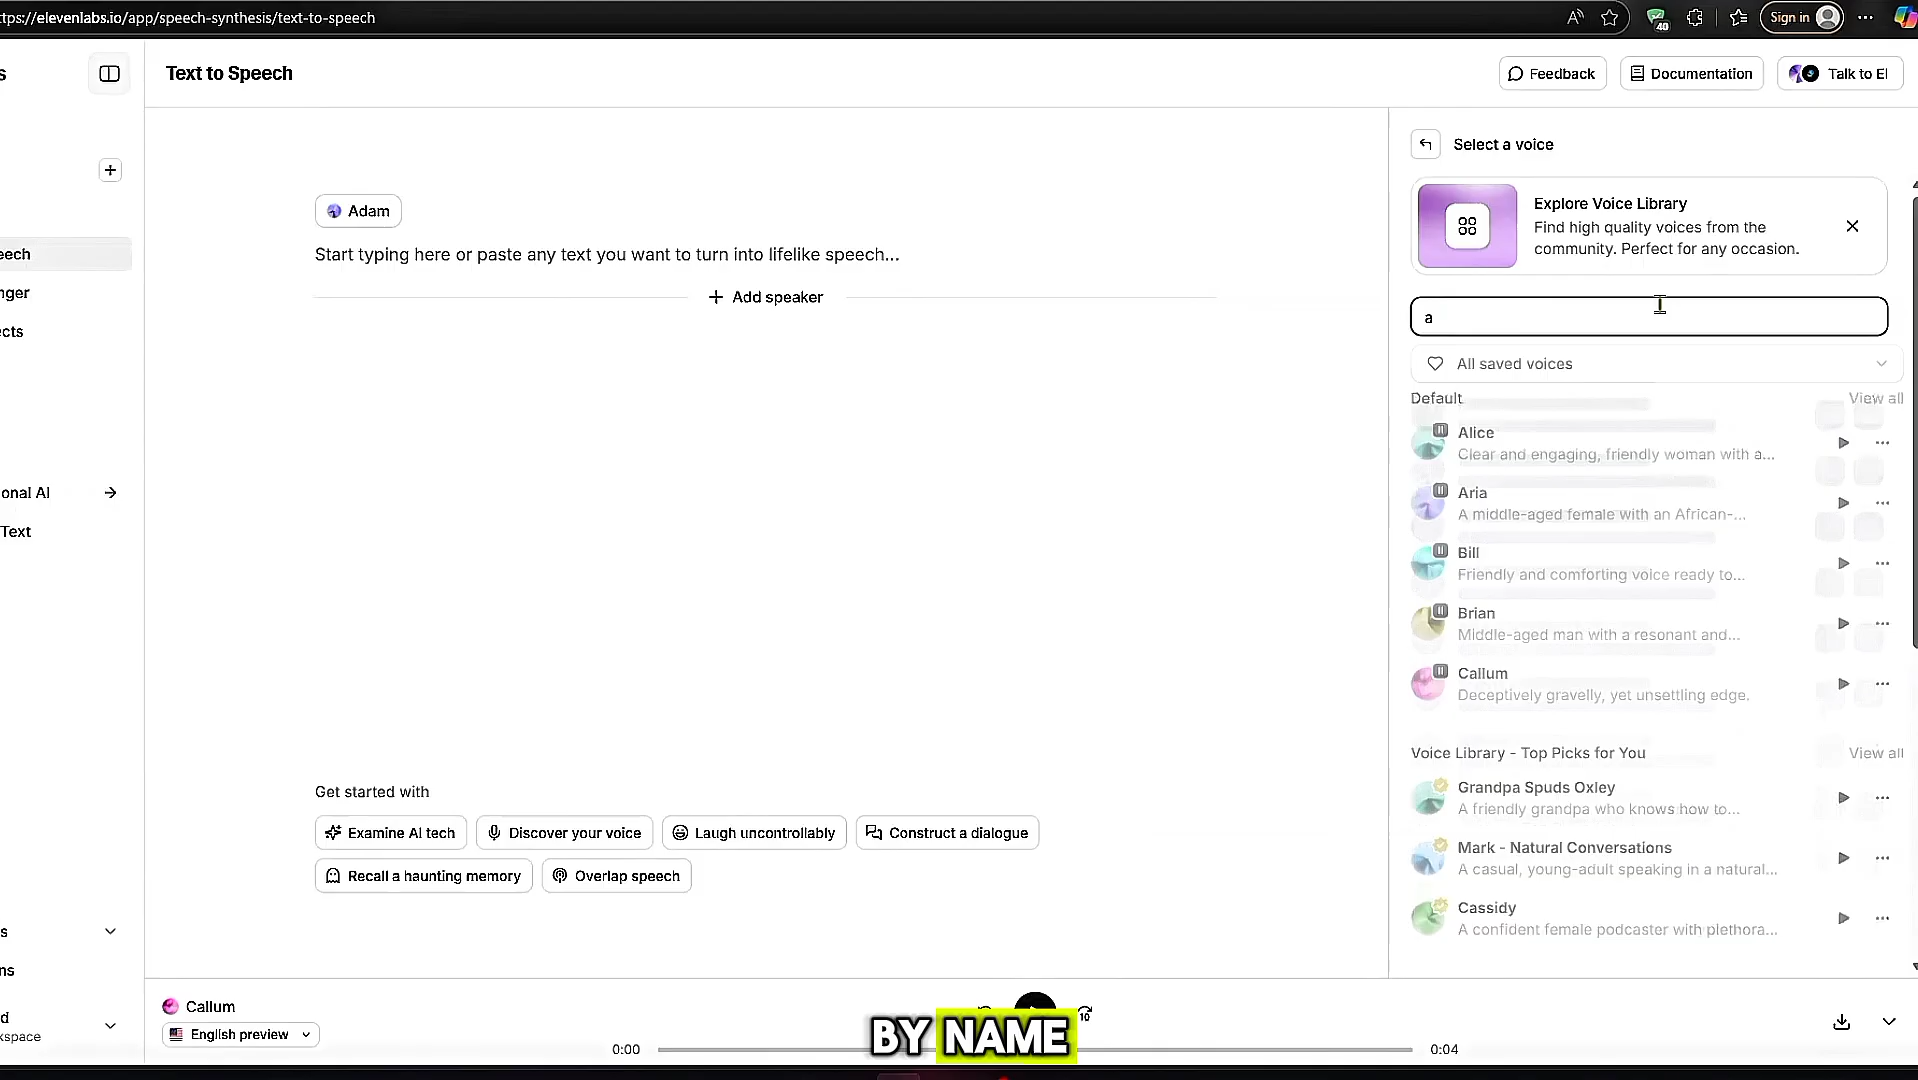 ttps://elevenlabs.io/app/speech-synthesis/text-to-speech
40
Sign in
s
Text to Speech
Feedback
Documentation
Talk to El
eech
nger
ects
onal AI
Text
s
ns
d
kspace
Adam
Start typing here or paste any text you want to turn into lifelike speech...
Add speaker
Get started with
Examine AI tech
Discover your voice
Laugh uncontrollably
Construct a dialogue
Recall a haunting memory
Overlap speech
Select a voice
Explore Voice Library
Find high quality voices from the
community. Perfect for any occasion.
a
All saved voices
Default
View all
Alice
Clear and engaging, friendly woman with a...
Aria
A middle-aged female with an African-...
Bill
Friendly and comforting voice ready to...
Brian
Middle-aged man with a resonant and...
Callum
Deceptively gravelly, yet unsettling edge.
Voice Library - Top Picks for You
View all
Grandpa Spuds Oxley
A friendly grandpa who knows how to...
Mark - Natural Conversations
A casual, young-adult speaking in a natural...
Cassidy
A confident female podcaster with plethora...
Callum
English preview
10
BY NAME
0:00
0:04